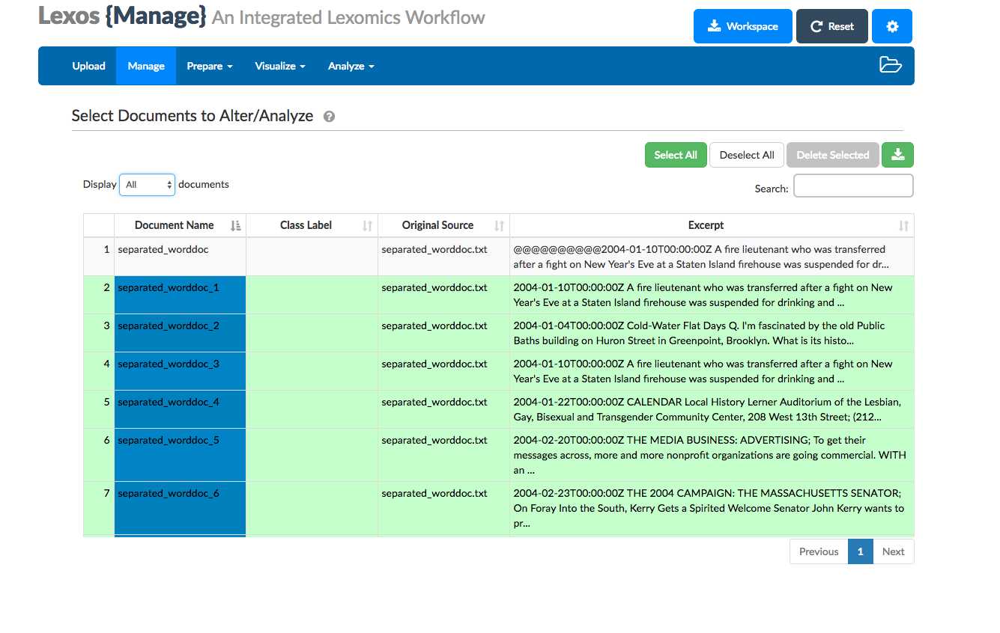 Lexos {Manage} An Integrated Lexomics Workflow
Workspace
Reset
Upload Manage Prepare Visualize Analyze
Select Documents to Alter/Analyze ?
Select All Deselect All Delete Selected
Display All documents
Search:
Document Name Class Label Original Source Excerpt
1 separated_worddoc separated_worddoc.txt @@@@@@@@@@2004-01-10T00:00:00Z A fire lieutenant who was transferred
after a fight on New Year's Eve at a Staten Island firehouse was suspended for dr...
2 separated_worddoc_1 separated_worddoc.txt 2004-01-10T00:00:00Z A fire lieutenant who was transferred after a fight on New
Year's Eve at a Staten Island firehouse was suspended for drinking and ...
3 separated_worddoc_2 separated_worddoc.txt 2004-01-04T00:00:00Z Cold-Water Flat Days Q. I'm fascinated by the old Public
Baths building on Huron Street in Greenpoint, Brooklyn. What is its histo...
4 separated_worddoc_3 separated_worddoc.txt 2004-01-10T00:00:00Z A fire lieutenant who was transferred after a fight on New
Year's Eve at a Staten Island firehouse was suspended for drinking and ...
5 separated_worddoc_4 separated_worddoc.txt 2004-01-22T00:00:00Z CALENDAR Local History Lerner Auditorium of the Lesbian,
Gay, Bisexual and Transgender Community Center, 208 West 13th Street; (212...
6 separated_worddoc_5 separated_worddoc.txt 2004-02-20T00:00:00Z THE MEDIA BUSINESS: ADVERTISING; To get their
messages across, more and more nonprofit organizations are going commercial. WITH
an ...
7 separated_worddoc_6 separated_worddoc.txt 2004-02-23T00:00:00Z THE 2004 CAMPAIGN: THE MASSACHUSETTS SENATOR;
On Foray Into the South, Kerry Gets a Spirited Welcome Senator John Kerry wants to
pr...
Previous 1 Next